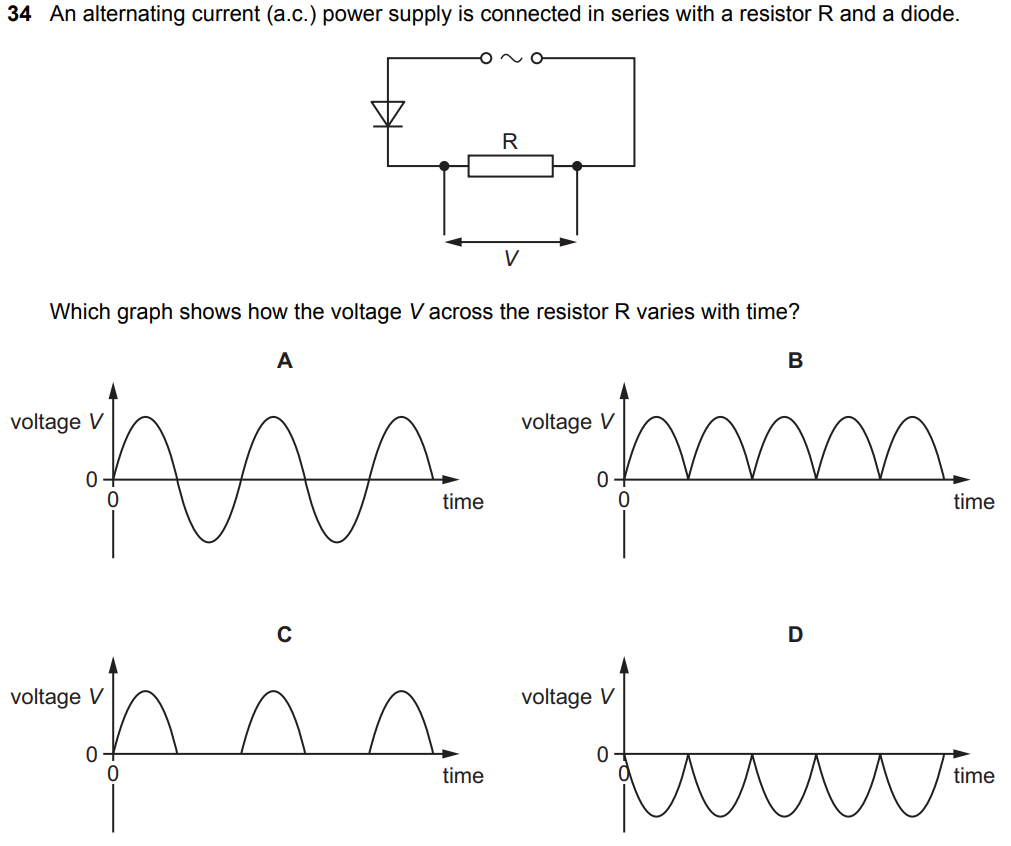 34 An alternating current (a.c.) power supply is connected in series with a resistor R and a diode.
R
V
Which graph shows how the voltage V across the resistor R varies with time?
A
voltage V
0
0
time
B
voltage V
0
0
time
C
voltage V
0
0
time
D
voltage V
0
0
time